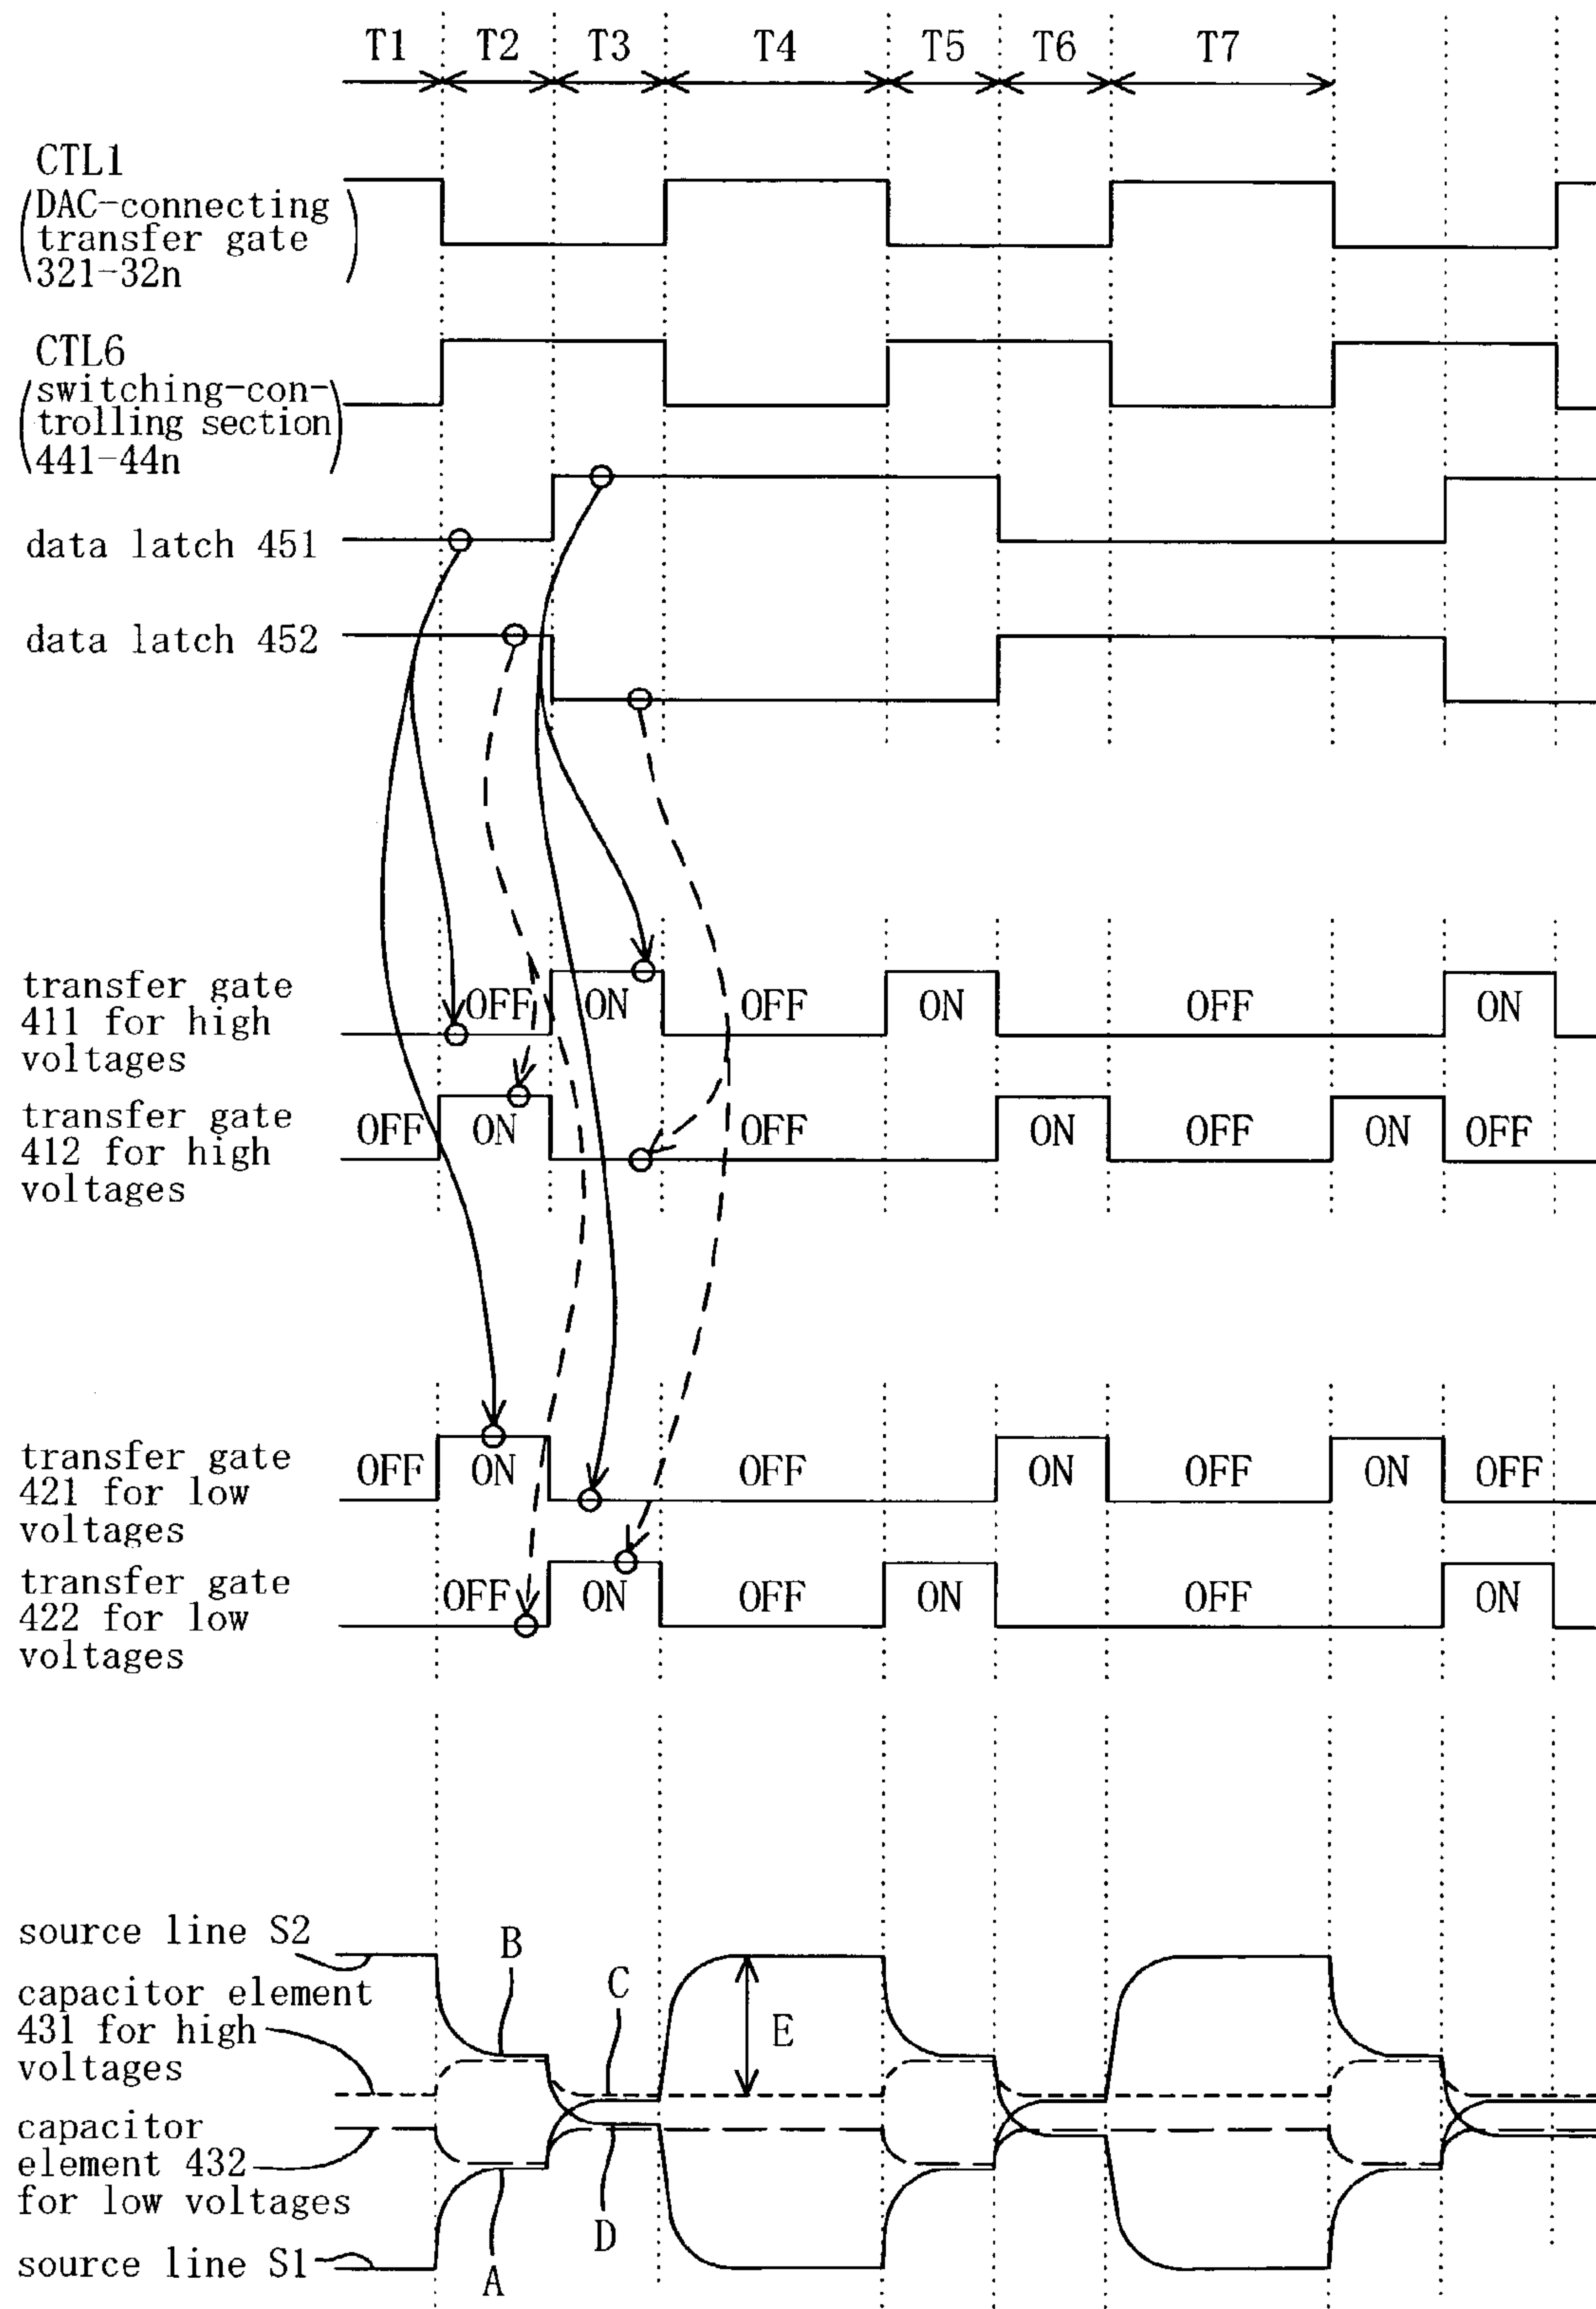 T1 T2 T3 T4 T5 T6 T7
CTL1
DAC-connecting
transfer gate
321-32n
CTL6
switching-con-
trolling section
441-44n
data latch 451
data latch 452
transfer gate
411 for high
voltages
OFF ON OFF ON OFF ON
transfer gate
412 for high
voltages
OFF ON OFF ON OFF ON OFF
transfer gate
421 for low
voltages
OFF ON OFF ON OFF ON OFF
transfer gate
422 for low
voltages
OFF ON OFF ON OFF ON
source line S2
B
capacitor element
431 for high
voltages
C
E
capacitor
element 432
for low voltages
D
source line S1
A